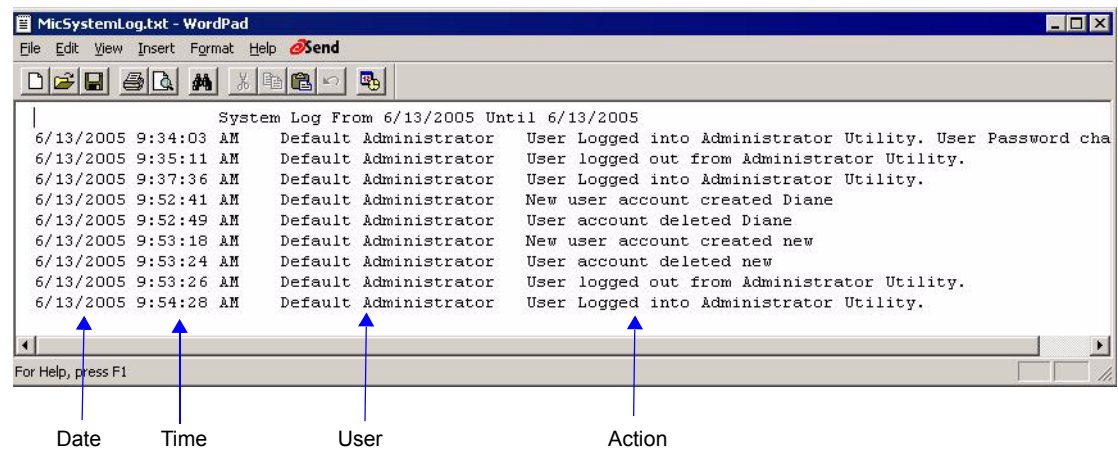 MicSystemLog.txt - WordPad
File Edit View Insert Format Help Send
System Log From 6/13/2005 Until 6/13/2005
6/13/2005 9:34:03 AM Default Administrator User Logged into Administrator Utility. User Password cha
6/13/2005 9:35:11 AM Default Administrator User logged out from Administrator Utility.
6/13/2005 9:37:36 AM Default Administrator User Logged into Administrator Utility.
6/13/2005 9:52:41 AM Default Administrator New user account created Diane
6/13/2005 9:52:49 AM Default Administrator User account deleted Diane
6/13/2005 9:53:18 AM Default Administrator New user account created new
6/13/2005 9:53:24 AM Default Administrator User account deleted new
6/13/2005 9:53:26 AM Default Administrator User logged out from Administrator Utility.
6/13/2005 9:54:28 AM Default Administrator User Logged into Administrator Utility.
For Help, press F1
Date Time User Action